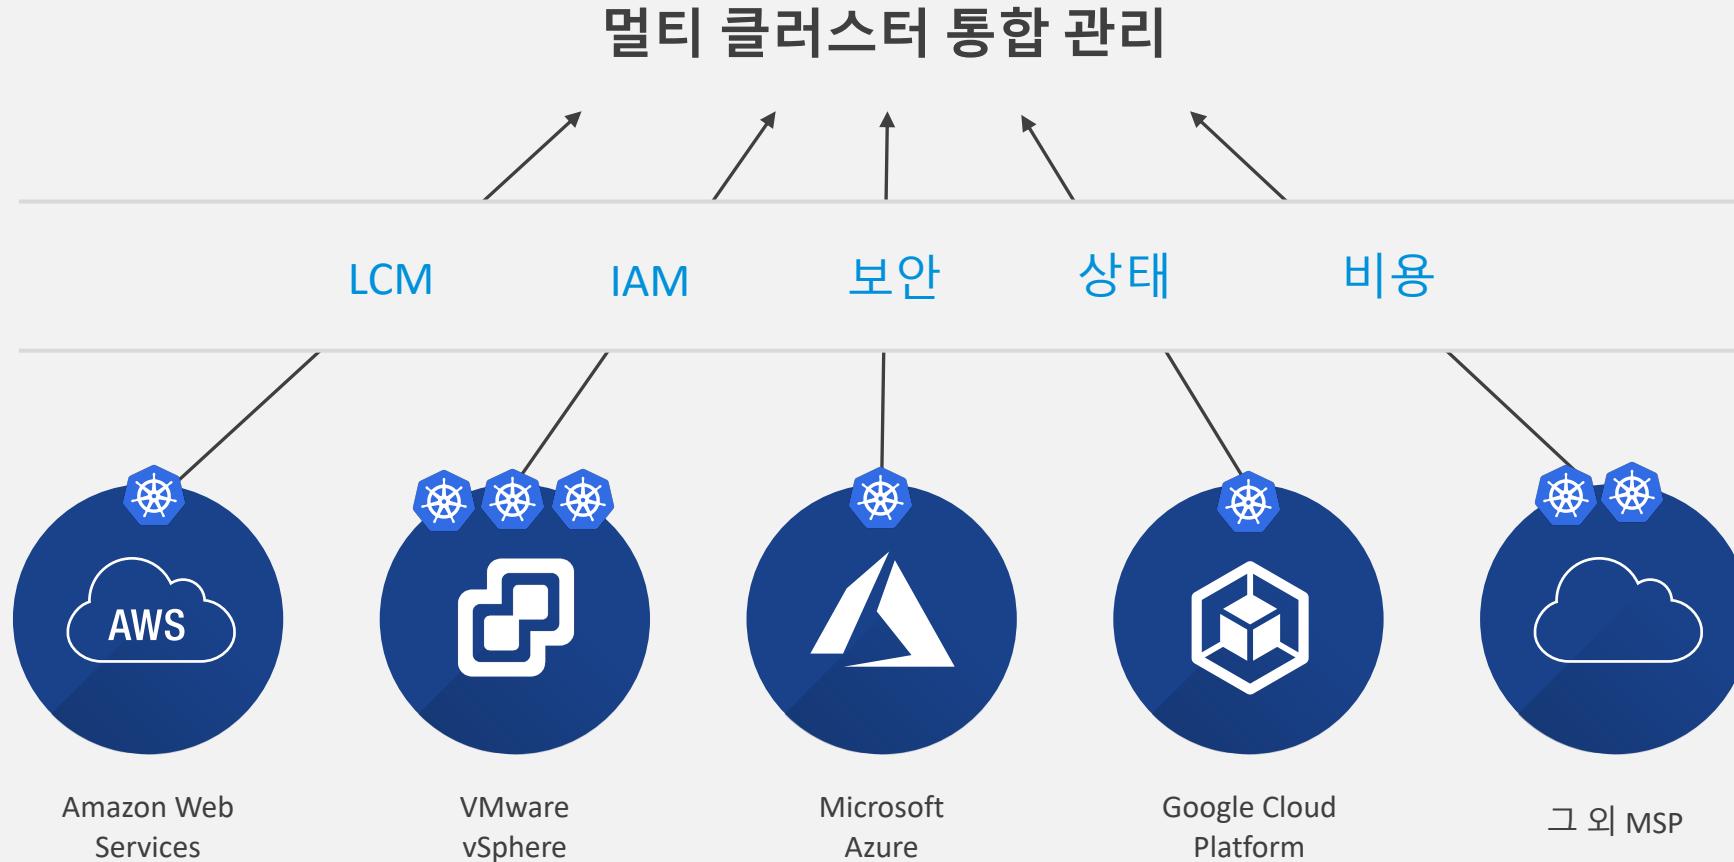 멀티 클러스터 통합 관리
LCM
IAM
보안
상태
비용
AWS
Amazon Web
Services
VMware
vSphere
Microsoft
Azure
Google Cloud
Platform
그 외 MSP